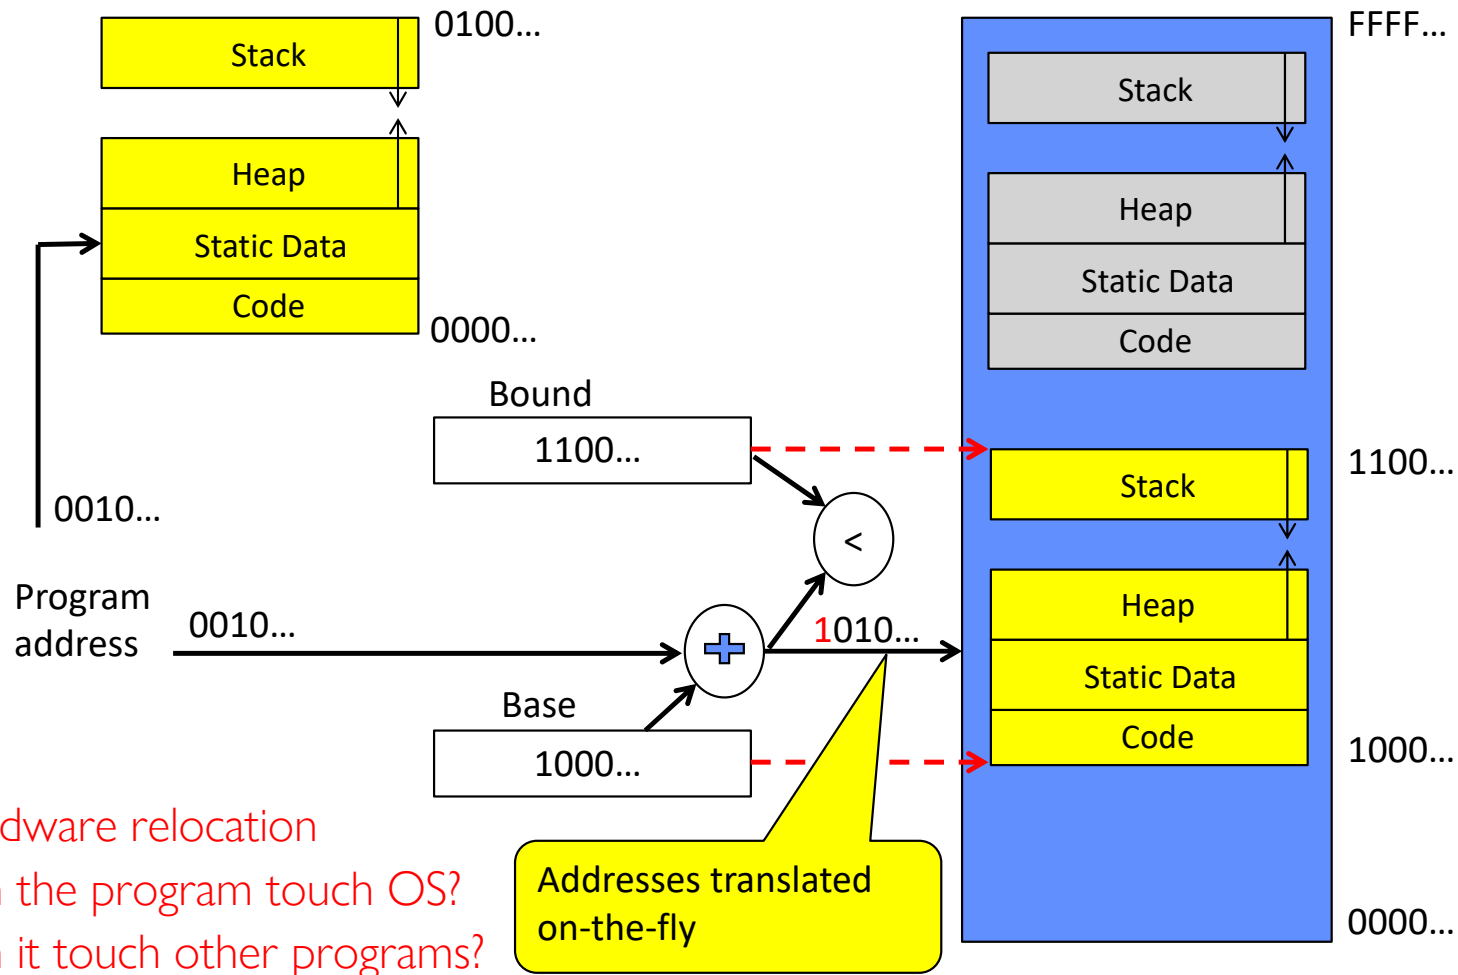 Stack
0100...
Heap
Static Data
Code
0000...
0010...
Program
address
0010...
Bound
1100...
<
1010...
Base
1000...
Addresses translated
on-the-fly
FFFF...
Stack
Heap
Static Data
Code
1100...
Stack
Heap
Static Data
Code
1000...
0000...
dware relocation
the program touch OS?
it touch other programs?